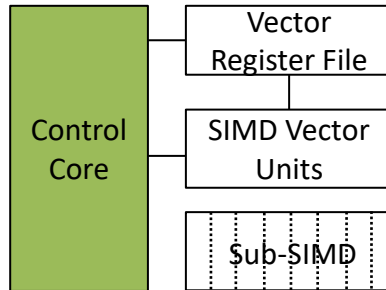 Control
Core
Vector
Register File
SIMD Vector
Units
Sub-SIMD